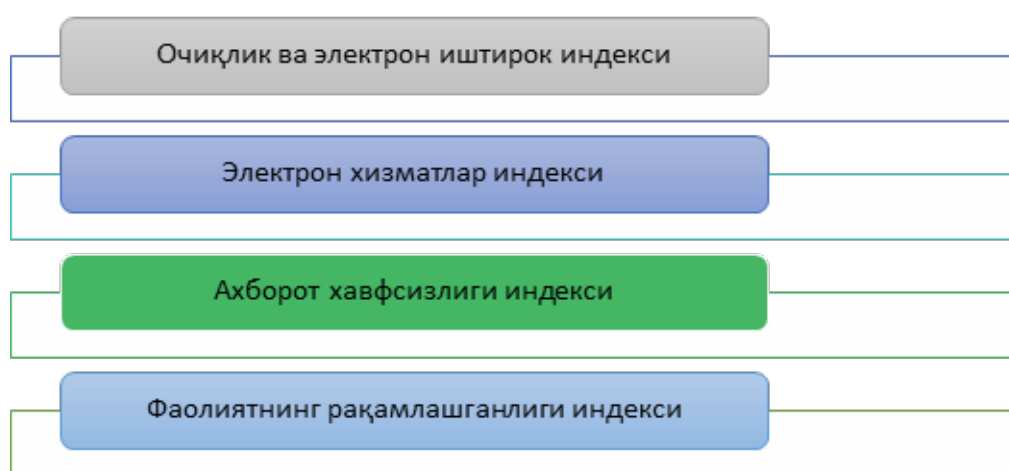 Очиқлик ва электрон иштирок индекси
Электрон хизматлар индекси
Ахборот хавфсизлиги индекси
Фаолиятнинг рақамлашганлиги индекси